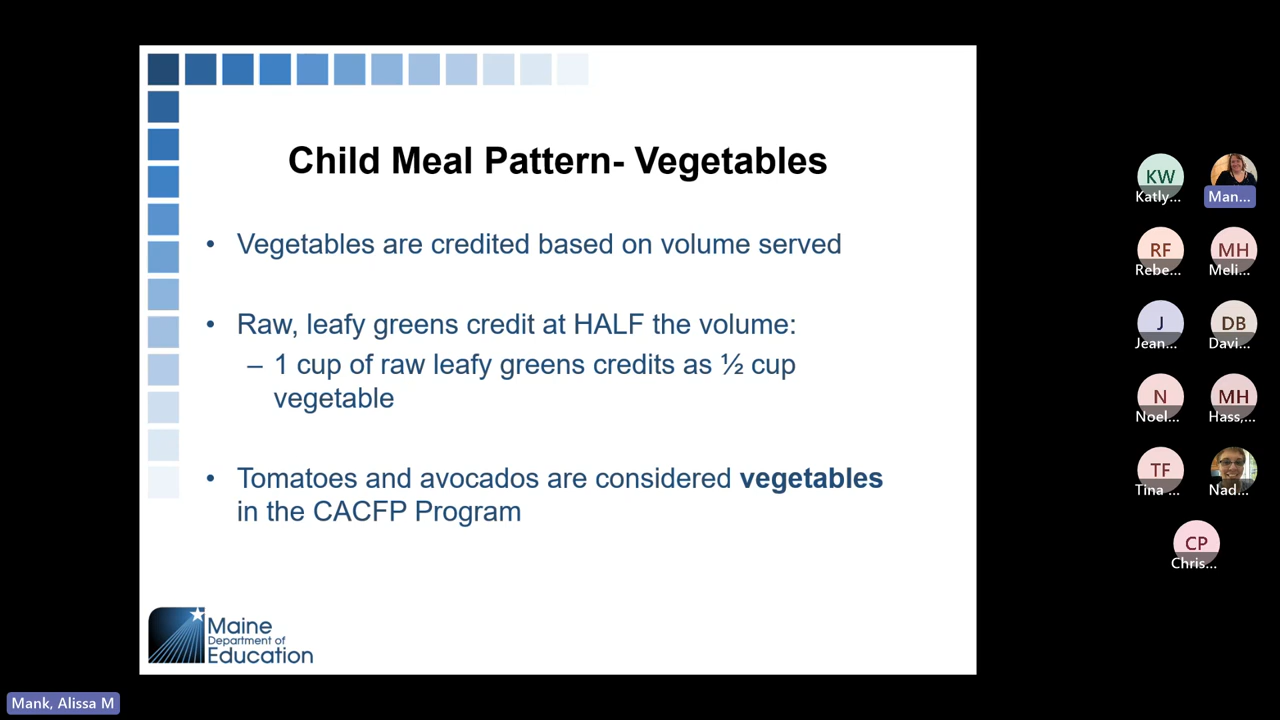 Child Meal Pattern- Vegetables
• Vegetables are credited based on volume served
• Raw, leafy greens credit at HALF the volume:
– 1 cup of raw leafy greens credits as ½ cup
vegetable
• Tomatoes and avocados are considered vegetables
in the CACFP Program
Maine
Department of
Education
KW
Katly...
Man...
RF
Rebe...
MH
Meli...
J
Jean...
DB
Davi...
N
Noel...
MH
Hass,...
TF
Tina ...
Nad...
CP
Chris...
Mank, Alissa M